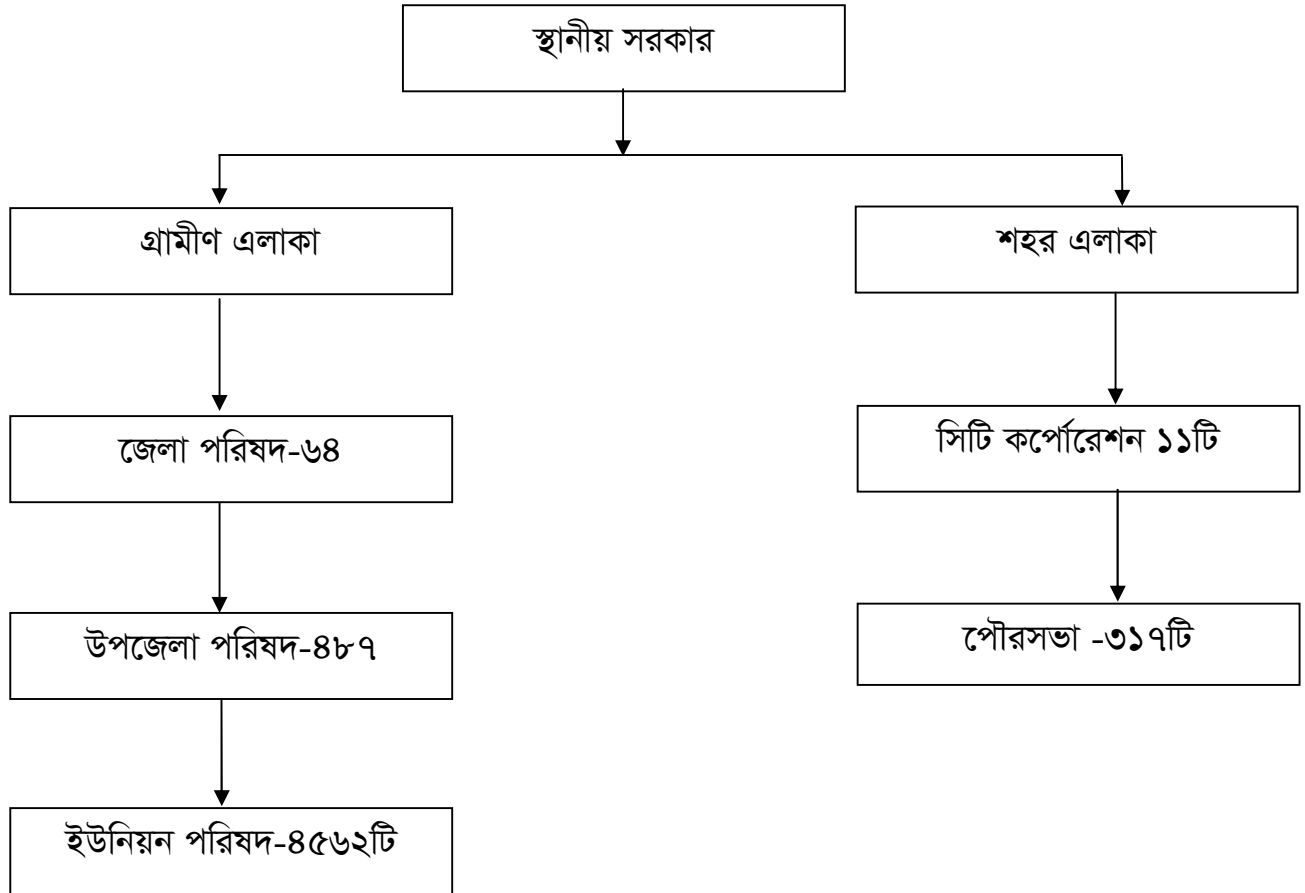 স্থানীয় সরকার
গ্রামীণ এলাকা
শহর এলাকা
জেলা পরিষদ-৬৪
সিটি কর্পোরেশন ১১টি
উপজেলা পরিষদ-৪৮৭
পৌরসভা -৩১৭টি
ইউনিয়ন পরিষদ-৪৫৬২টি